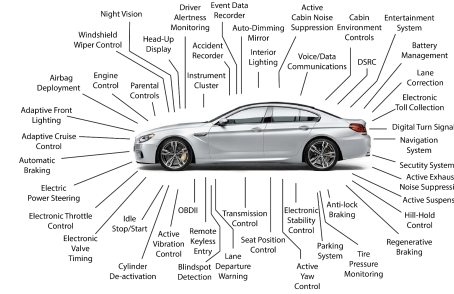 Night Vision
Driver
Alertness
Monitoring
Event Data
Recorder
Active
Cabin Noise
Suppression
Cabin
Environment
Controls
Entertainment
System
Windshield
Wiper Control
Head-Up
Display
Accident
Recorder
Auto-Dimming
Mirror
Interior
Lighting
Voice/Data
Communications
DSRC
Battery
Management
Airbag
Deployment
Engine
Control
Parental
Controls
Instrument
Cluster
Lane
Correction
Electronic
Toll Collection
Adaptive Front
Lighting
Digital Turn Signal
Adaptive Cruise
Control
Navigation
System
Automatic
Braking
Secutity System
Electric
Power Steering
Active Exhaus
Noise Suppressi
Active Suspens
Electronic Throttle
Control
Idle
Stop/Start
OBDII
Transmission
Control
Electronic
Stability
Control
Anti-lock
Braking
Hill-Hold
Control
Electronic
Valve
Timing
Active
Vibration
Control
Remote
Keyless
Entry
Seat Position
Control
Parking
System
Regenerative
Braking
Cylinder
De-activation
Blindspot
Detection
Lane
Departure
Warning
Active
Yaw
Control
Tire
Pressure
Monitoring